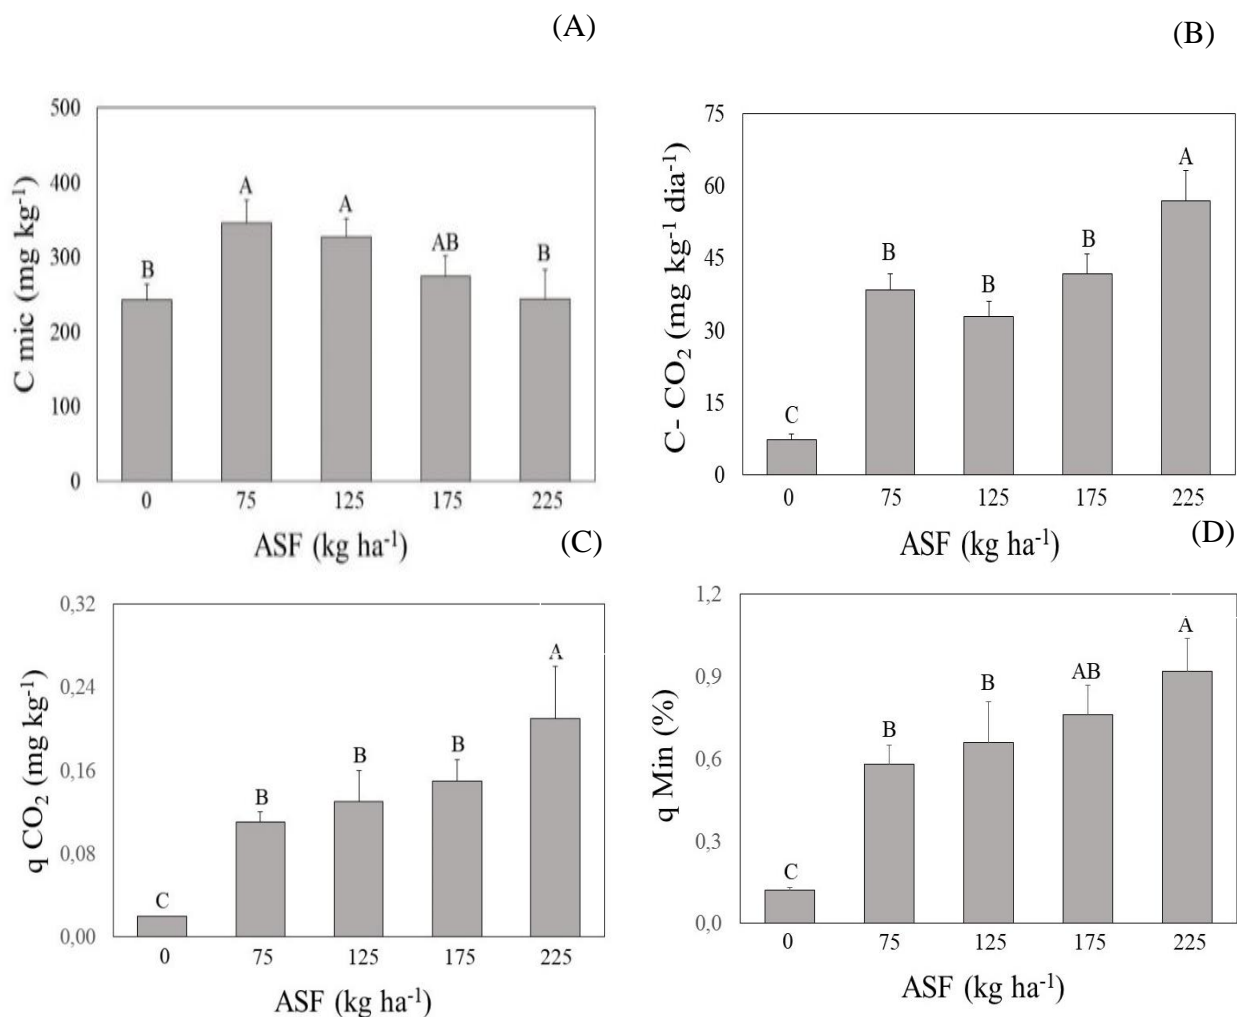 (A)
500
400
300
200
100
0
C mic (mg kg⁻¹)
B
A
A
AB
B
0 75 125 175 225
ASF (kg ha⁻¹)
(B)
75
60
45
30
15
0
C- CO₂ (mg kg⁻¹ dia⁻¹)
C
B
B
B
A
0 75 125 175 225
ASF (kg ha⁻¹)
(C)
0,32
0,24
0,16
0,08
0,00
q CO₂ (mg kg⁻¹)
C
B
B
B
A
0 75 125 175 225
ASF (kg ha⁻¹)
(D)
1,2
0,9
0,6
0,3
0,0
q Min (%)
C
B
B
AB
A
0 75 125 175 225
ASF (kg ha⁻¹)